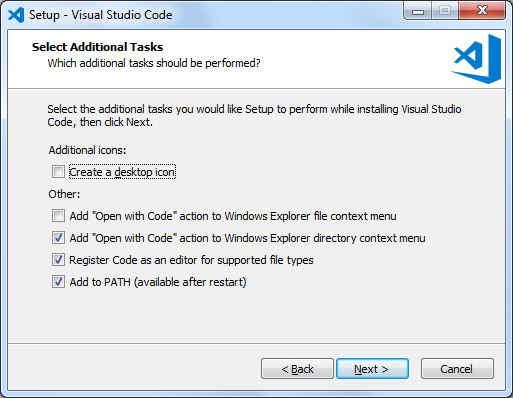 Setup - Visual Studio Code
Select Additional Tasks
Which additional tasks should be performed?
Select the additional tasks you would like Setup to perform while installing Visual Studio
Code, then click Next.
Additional icons:
Create a desktop icon
Other:
Add "Open with Code" action to Windows Explorer file context menu
Add "Open with Code" action to Windows Explorer directory context menu
Register Code as an editor for supported file types
Add to PATH (available after restart)
< Back Next > Cancel